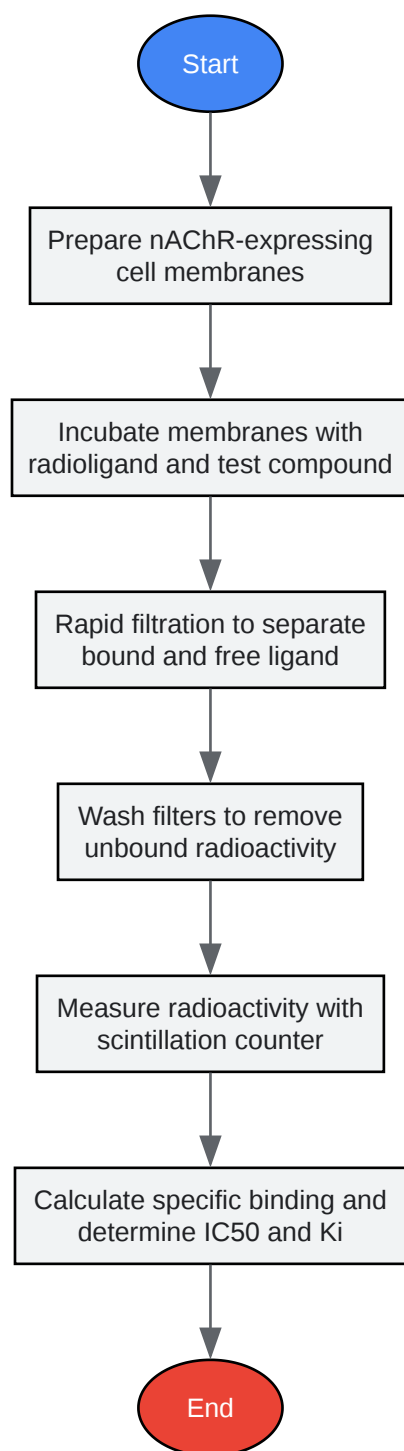 Start
Prepare nAChR-expressing
cell membranes
Incubate membranes with
radioligand and test compound
Rapid filtration to separate
bound and free ligand
Wash filters to remove
unbound radioactivity
Measure radioactivity with
scintillation counter
Calculate specific binding and
determine IC50 and Ki
End